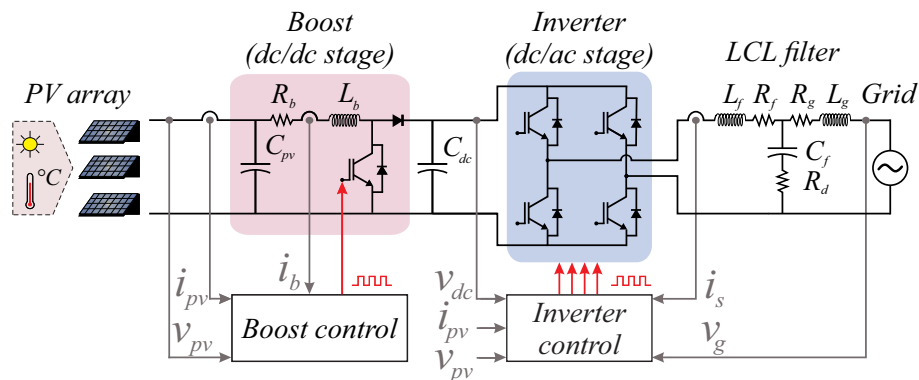 Boost
(dc/dc stage)
Inverter
(dc/ac stage)
LCL filter
PV array
R_b
L_b
L_f
R_f
R_g
L_g
Grid
°C
C_pv
C_dc
C_f
R_d
i_pv
i_b
v_dc
i_s
v_pv
Boost control
i_pv
Inverter
control
v_g
v_pv